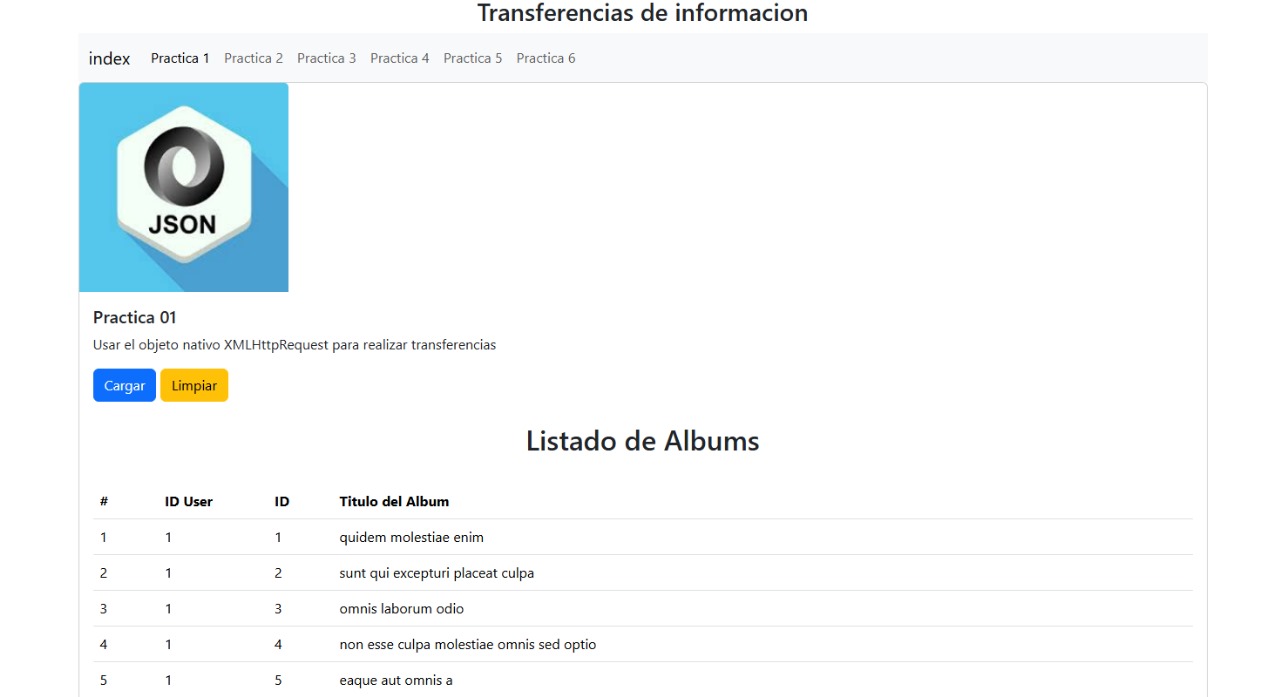 Transferencias de informacion
index Practica 1 Practica 2 Practica 3 Practica 4 Practica 5 Practica 6
JSON
Practica 01
Usar el objeto nativo XMLHttpRequest para realizar transferencias
Cargar Limpiar
Listado de Albums
# ID User ID Titulo del Album
1 1 1 quidem molestiae enim
2 1 2 sunt qui excepturi placeat culpa
3 1 3 omnis laborum odio
4 1 4 non esse culpa molestiae omnis sed optio
5 1 5 eaque aut omnis a